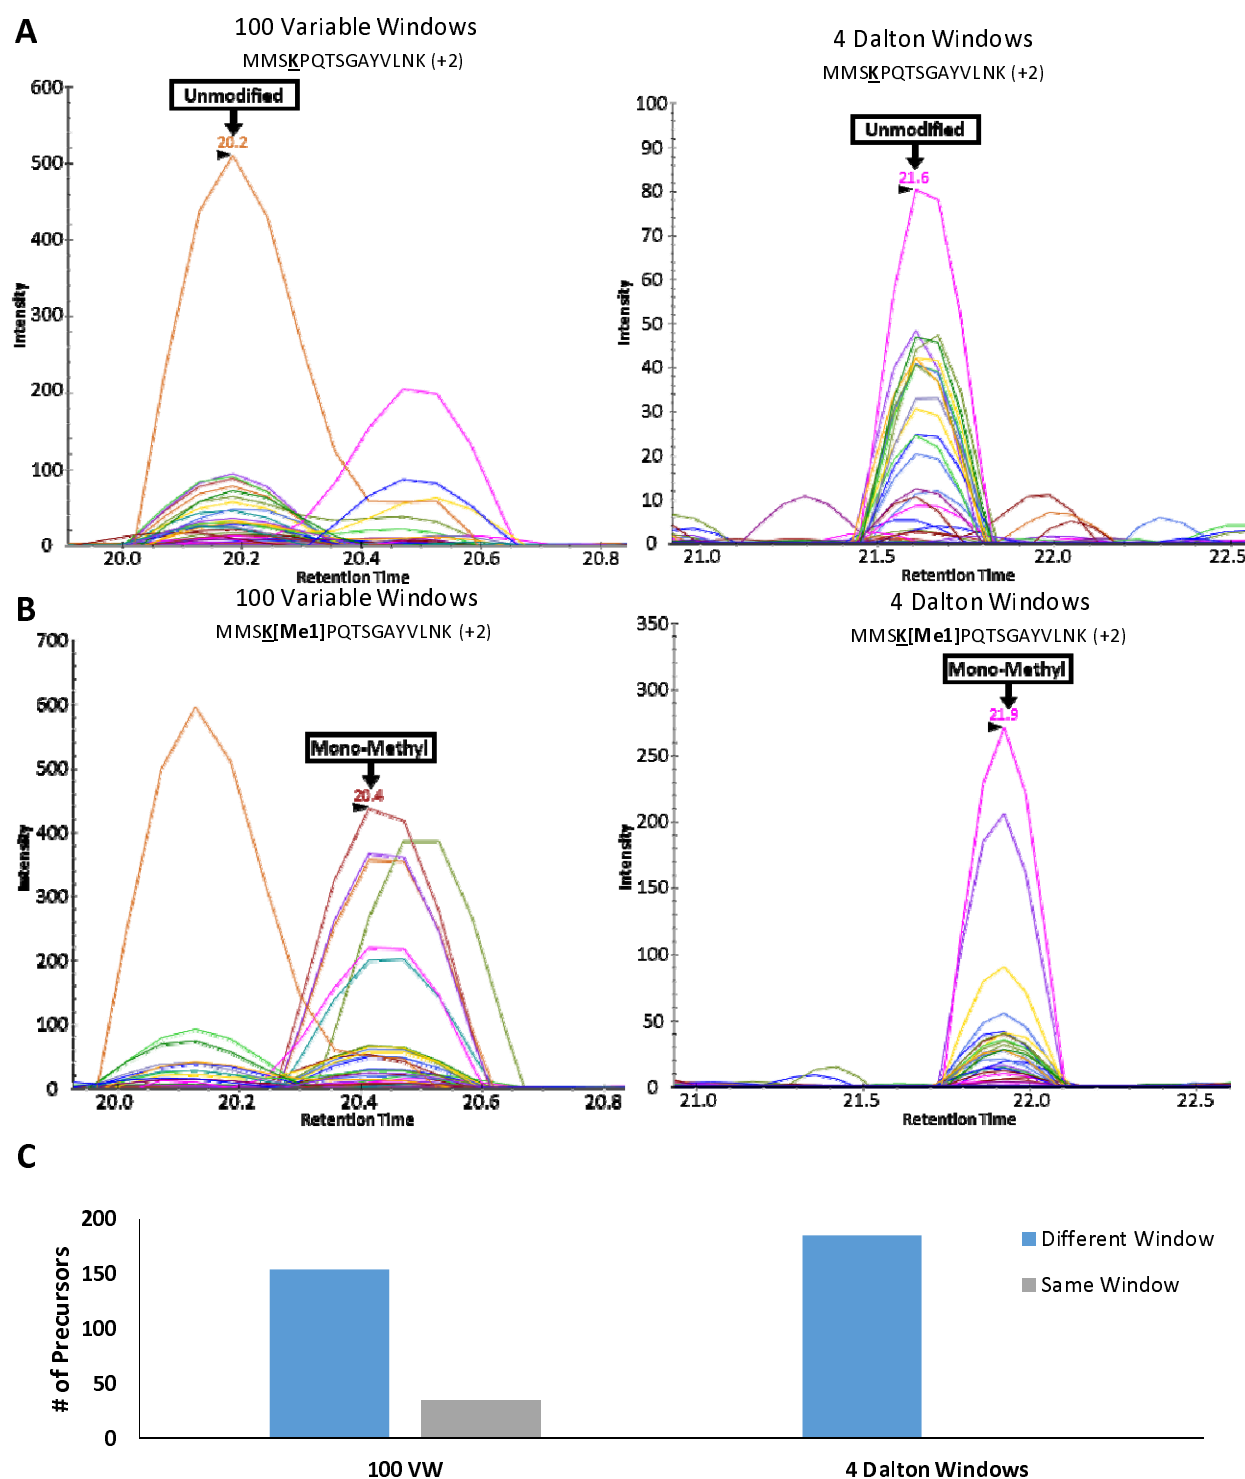 A
100 Variable Windows
MMSKPQTSGAYVLNK (+2)
Unmodified
20.2
600
500
400
300
200
100
0
Intensity
20.0
20.2
20.4
20.6
20.8
Retention Time
4 Dalton Windows
MMSKPQTSGAYVLNK (+2)
Unmodified
21.6
100
90
80
70
60
50
40
30
20
10
0
Intensity
21.0
21.5
22.0
22.5
Retention Time
B
100 Variable Windows
MMSK[Me1]PQTSGAYVLNK (+2)
Mono-Methyl
20.4
700
600
500
400
300
200
100
0
Intensity
20.0
20.2
20.4
20.6
20.8
Retention Time
4 Dalton Windows
MMSK[Me1]PQTSGAYVLNK (+2)
Mono-Methyl
21.9
350
300
250
200
150
100
50
0
Intensity
21.0
21.5
22.0
22.5
Retention Time
C
200
150
100
50
0
# of Precursors
Different Window
Same Window
100 VW
4 Dalton Windows